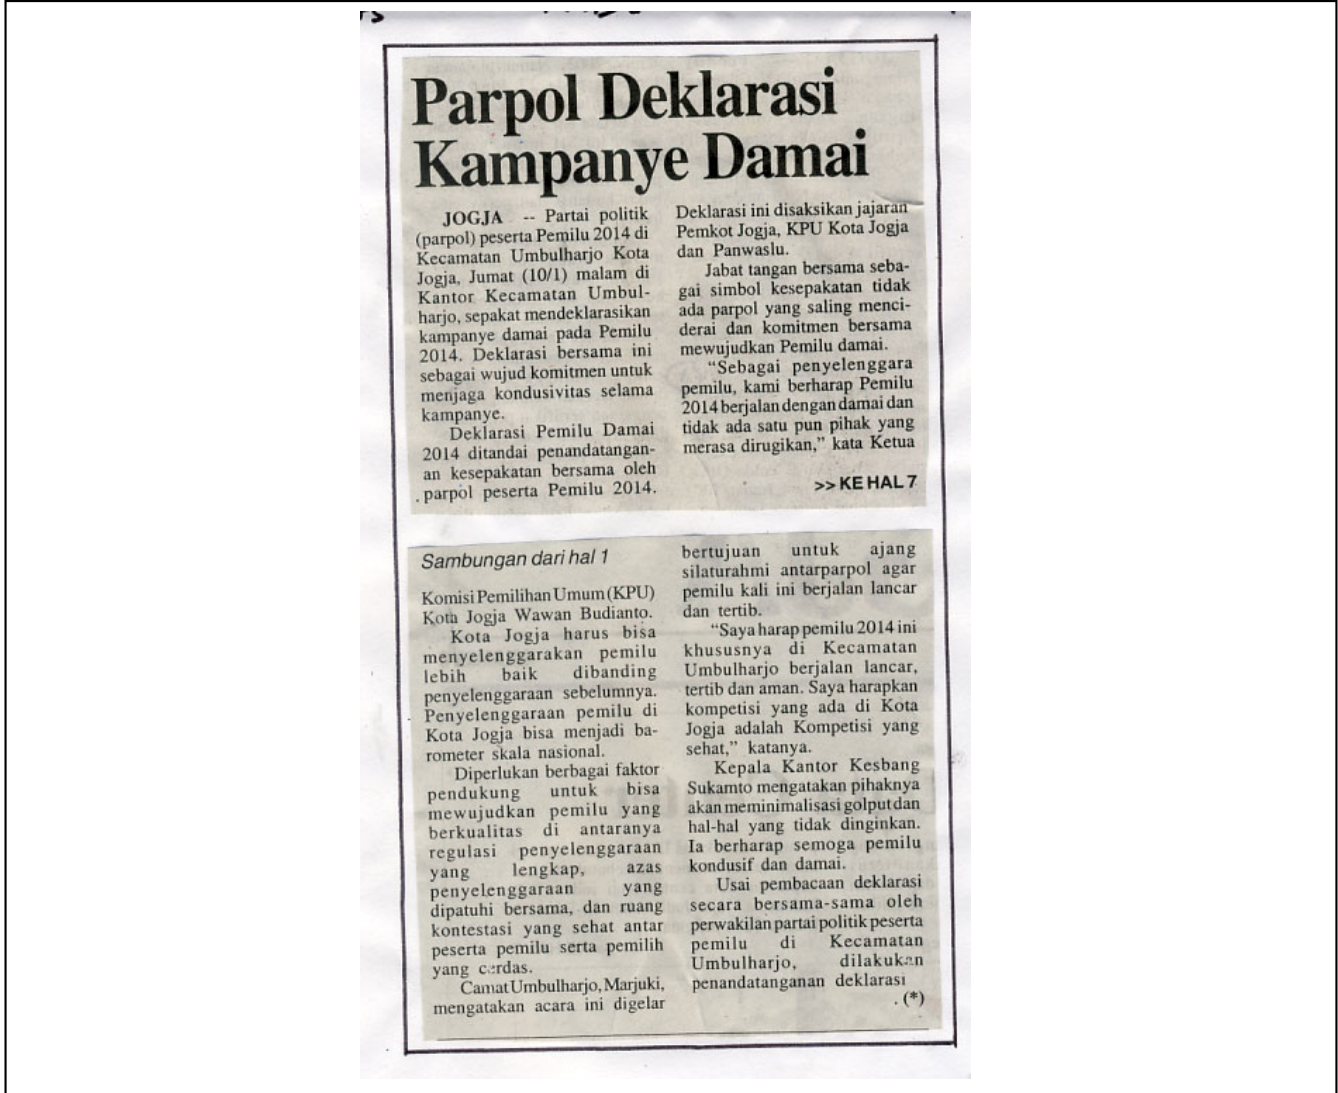 Parpol Deklarasi
Kampanye Damai
JOGJA -- Partai politik
(parpol) peserta Pemilu 2014 di
Kecamatan Umbulharjo Kota
Jogja, Jumat (10/1) malam di
Kantor Kecamatan Umbul-
harjo, sepakat mendeklarasikan
kampanye damai pada Pemilu
2014. Deklarasi bersama ini
sebagai wujud komitmen untuk
menjaga kondusivitas selama
kampanye.
Deklarasi Pemilu Damai
2014 ditandai penandatangan-
an kesepakatan bersama oleh
parpol peserta Pemilu 2014.
Deklarasi ini disaksikan jajaran
Pemkot Jogja, KPU Kota Jogja
dan Panwaslu.
Jabat tangan bersama seba-
gai simbol kesepakatan tidak
ada parpol yang saling menci-
derai dan komitmen bersama
mewujudkan Pemilu damai.
“Sebagai penyelenggara
pemilu, kami berharap Pemilu
2014 berjalan dengan damai dan
tidak ada satu pun pihak yang
merasa dirugikan,” kata Ketua
>> KE HAL 7
Sambungan dari hal 1
Komisi Pemilihan Umum (KPU)
Kota Jogja Wawan Budianto.
Kota Jogja harus bisa
menyelenggarakan pemilu
lebih baik dibanding
penyelenggaraan sebelumnya.
Penyelenggaraan pemilu di
Kota Jogja bisa menjadi ba-
rometer skala nasional.
Diperlukan berbagai faktor
pendukung untuk bisa
mewujudkan pemilu yang
berkualitas di antaranya
regulasi penyelenggaraan
yang lengkap, azas
penyelenggaraan yang
dipatuhi bersama, dan ruang
kontestasi yang sehat antar
peserta pemilu serta pemilih
yang cerdas.
Camat Umbulharjo, Marjuki,
mengatakan acara ini digelar
bertujuan untuk ajang
silaturahmi antarparpol agar
pemilu kali ini berjalan lancar
dan tertib.
“Saya harap pemilu 2014 ini
khususnya di Kecamatan
Umbulharjo berjalan lancar,
tertib dan aman. Saya harapkan
kompetisi yang ada di Kota
Jogja adalah Kompetisi yang
sehat,” katanya.
Kepala Kantor Kesbang
Sukamto mengatakan pihaknya
akan meminimalisasi golput dan
hal-hal yang tidak dinginkan.
Ia berharap semoga pemilu
kondusif dan damai.
Usai pembacaan deklarasi
secara bersama-sama oleh
perwakilan partai politik peserta
pemilu di Kecamatan
Umbulharjo, dilakukan
penandatanganan deklarasi
. (*)